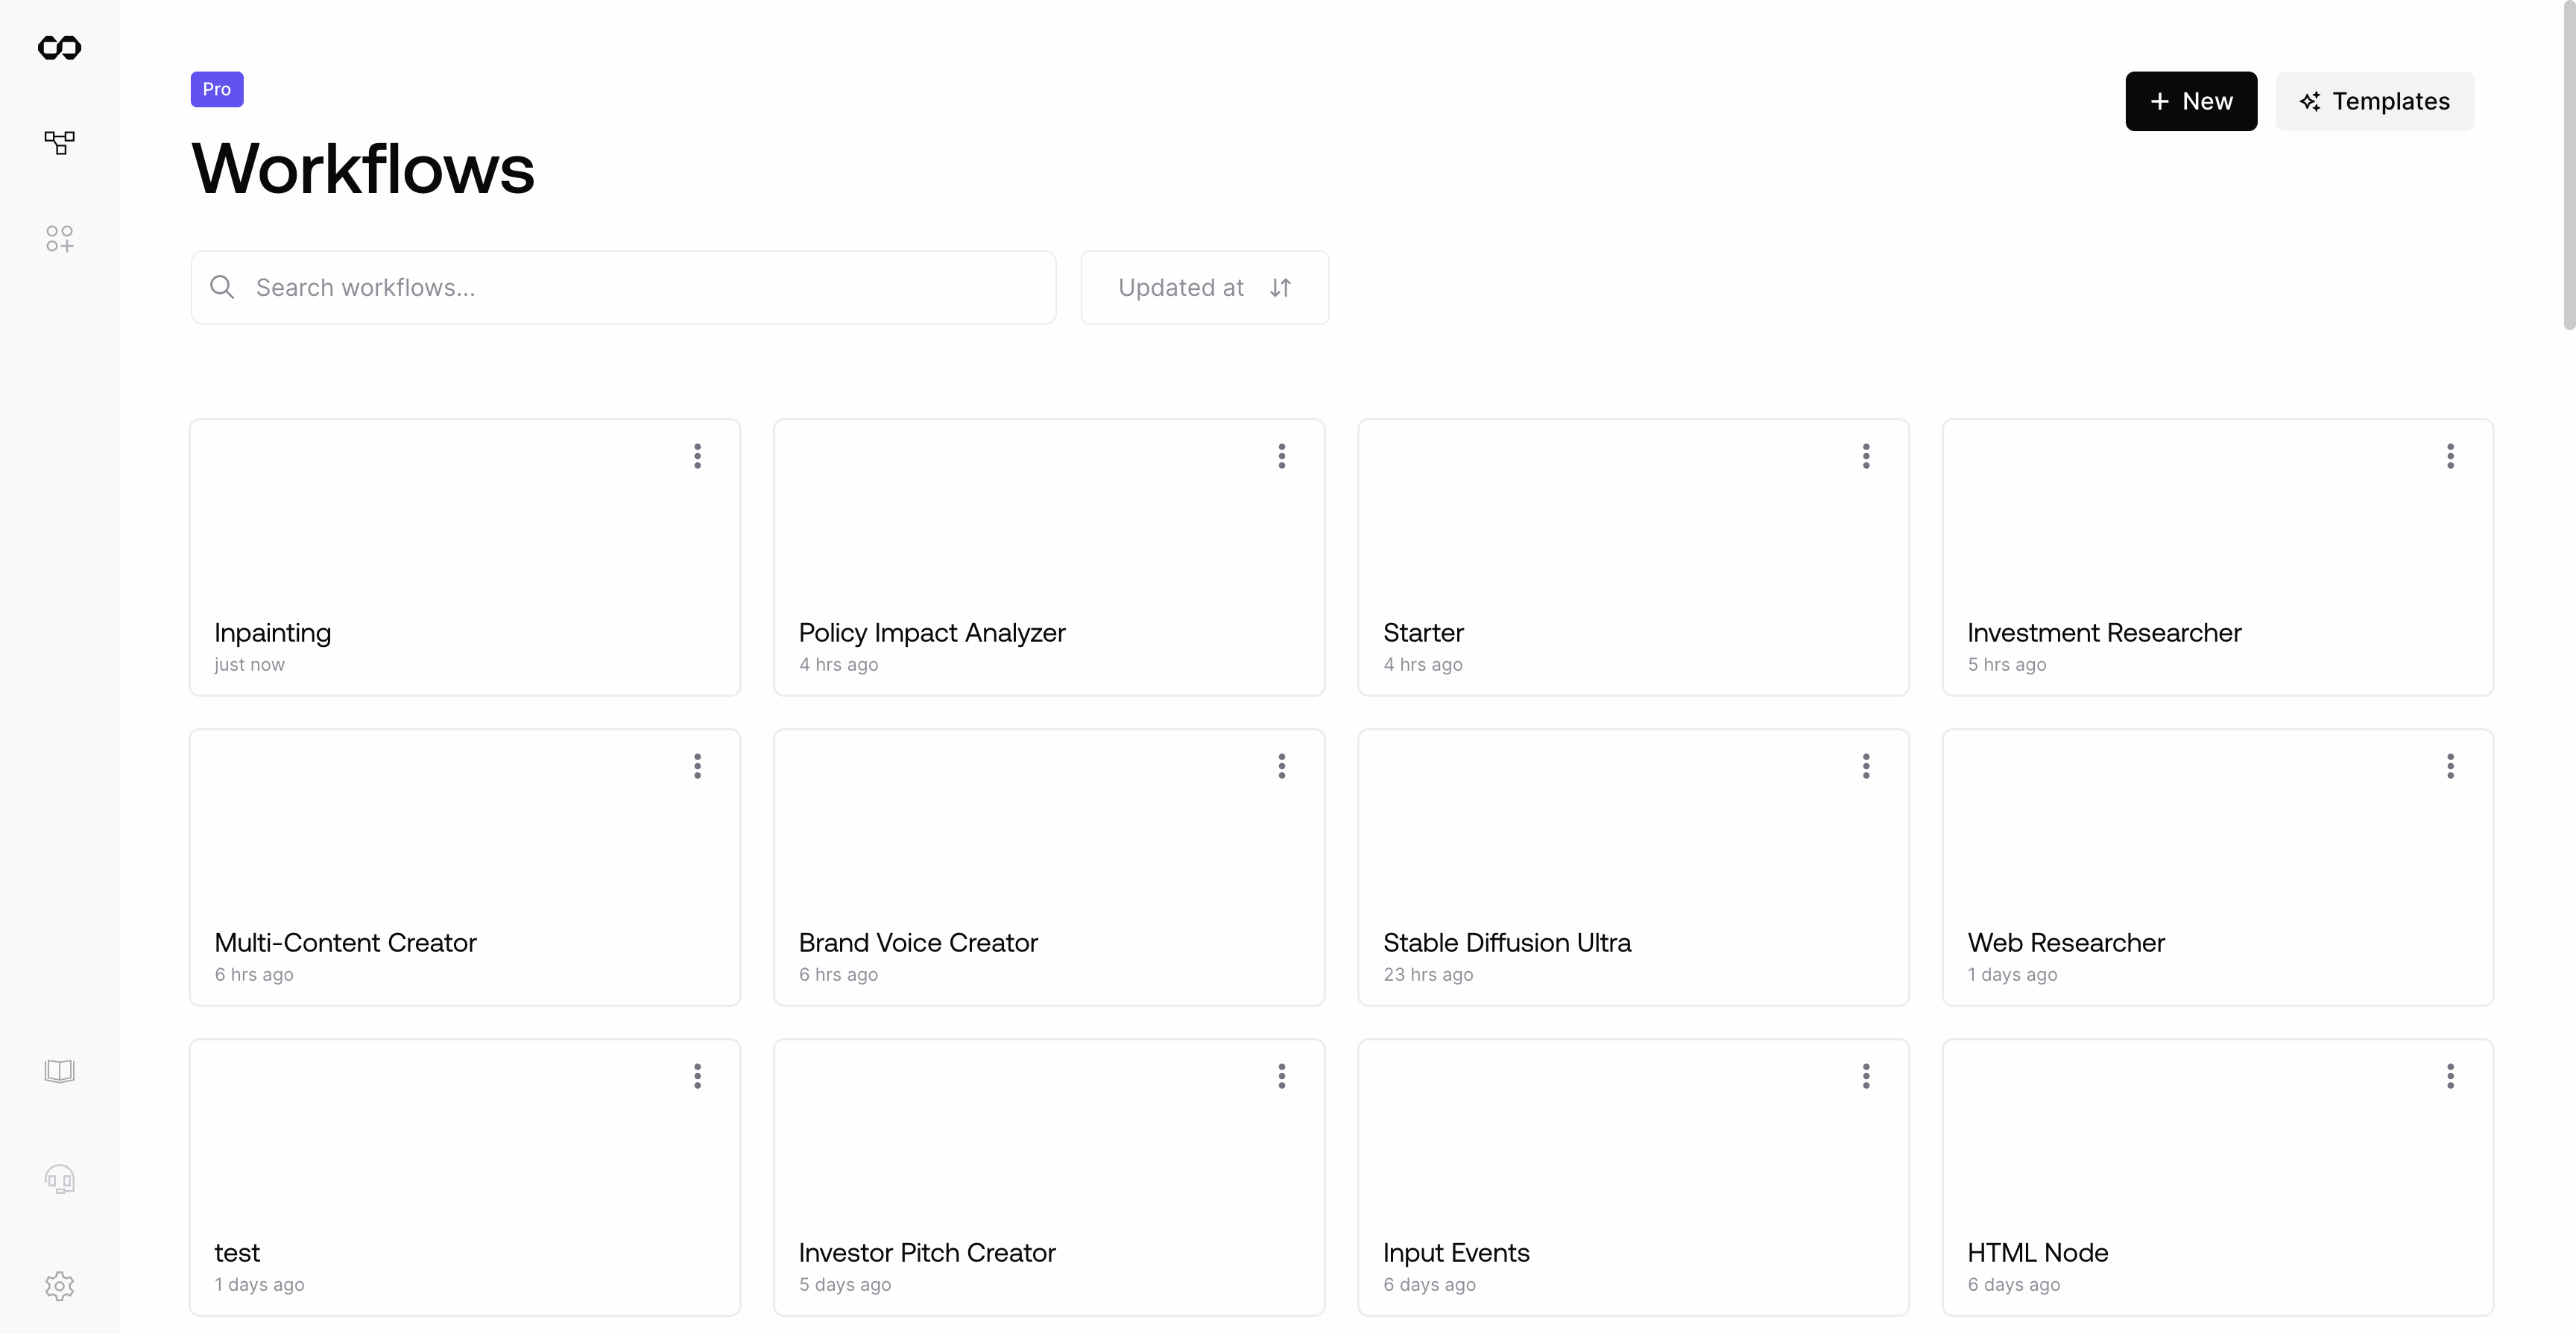 Pro
+ New
Templates
Workflows
Search workflows...
Updated at
Inpainting
just now
Policy Impact Analyzer
4 hrs ago
Starter
4 hrs ago
Investment Researcher
5 hrs ago
Multi-Content Creator
6 hrs ago
Brand Voice Creator
6 hrs ago
Stable Diffusion Ultra
23 hrs ago
Web Researcher
1 days ago
test
1 days ago
Investor Pitch Creator
5 days ago
Input Events
6 days ago
HTML Node
6 days ago